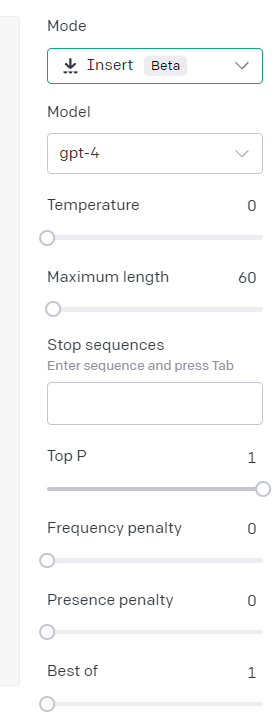 Mode
Insert Beta
Model
gpt-4
Temperature 0
Maximum length 60
Stop sequences
Enter sequence and press Tab
Top P 1
Frequency penalty 0
Presence penalty 0
Best of 1